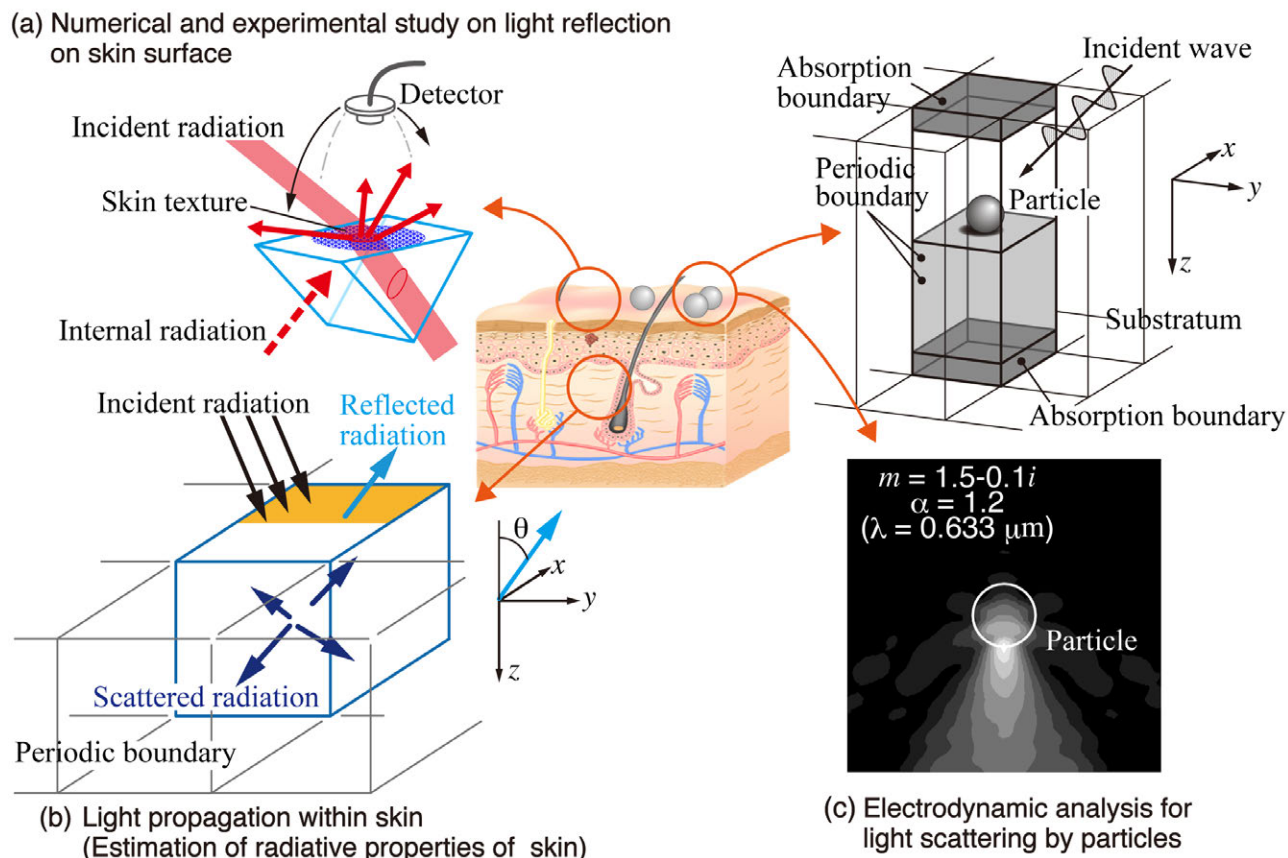 (a) Numerical and experimental study on light reflection
on skin surface
Detector
Incident radiation
Skin texture
Internal radiation
Absorption
boundary
Incident wave
Periodic
boundary
Particle
x
y
z
Substratum
Absorption boundary
Incident radiation
Reflected
radiation
θ
x
y
z
Scattered radiation
Periodic boundary
(b) Light propagation within skin
(Estimation of radiative properties of skin)
m = 1.5-0.1i
α = 1.2
(λ = 0.633 μm)
Particle
(c) Electrodynamic analysis for
light scattering by particles